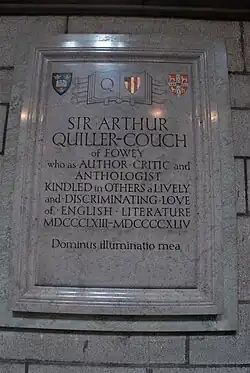 Q
SIR ARTHUR
QUILLER-COUCH
of FOWEY
who as AUTHOR · CRITIC and
ANTHOLOGIST
KINDLED in OTHERS a LIVELY
and DISCRIMINATING LOVE
of · ENGLISH · LITERATURE
MDCCCLXIII–MDCCCCXLIV
Dominus illuminatio mea